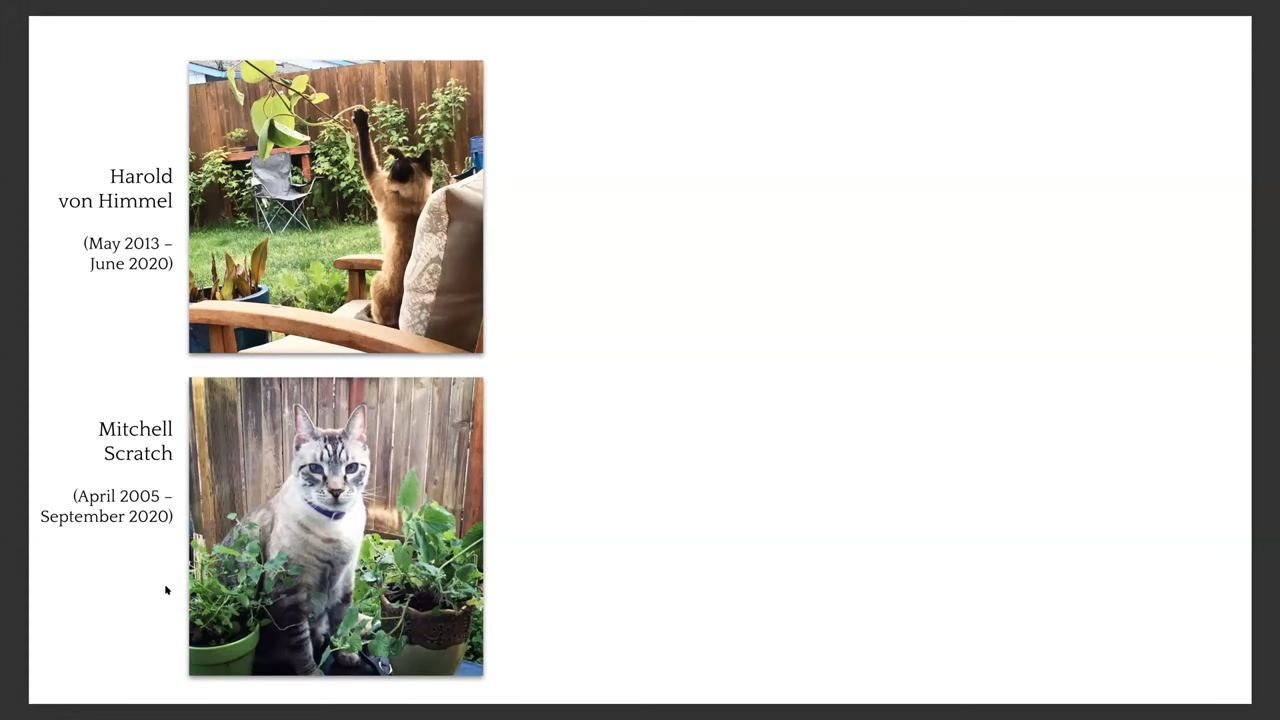 Harold
von Himmel
(May 2013 –
June 2020)
Mitchell
Scratch
(April 2005 –
September 2020)